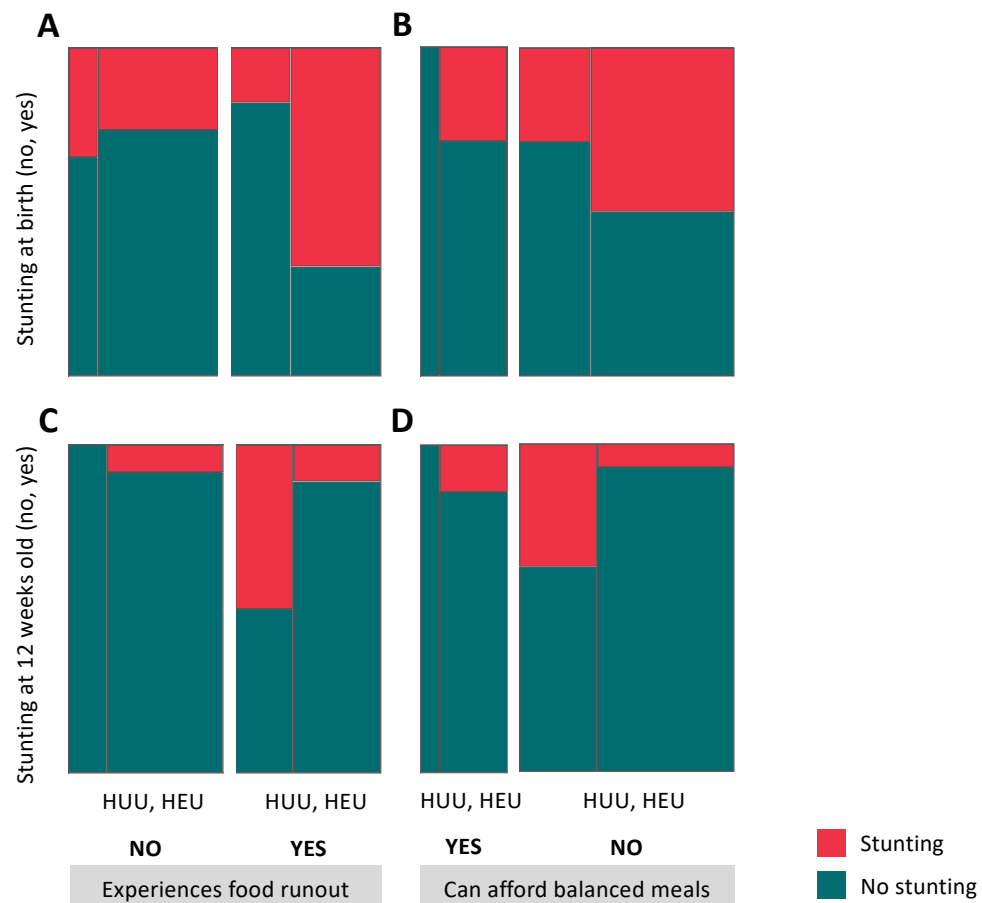 A
B
Stunting at birth (no, yes)
C
D
Stunting at 12 weeks old (no, yes)
HUU, HEU
HUU, HEU
HUU, HEU
HUU, HEU
NO
YES
YES
NO
Experiences food runout
Can afford balanced meals
Stunting
No stunting